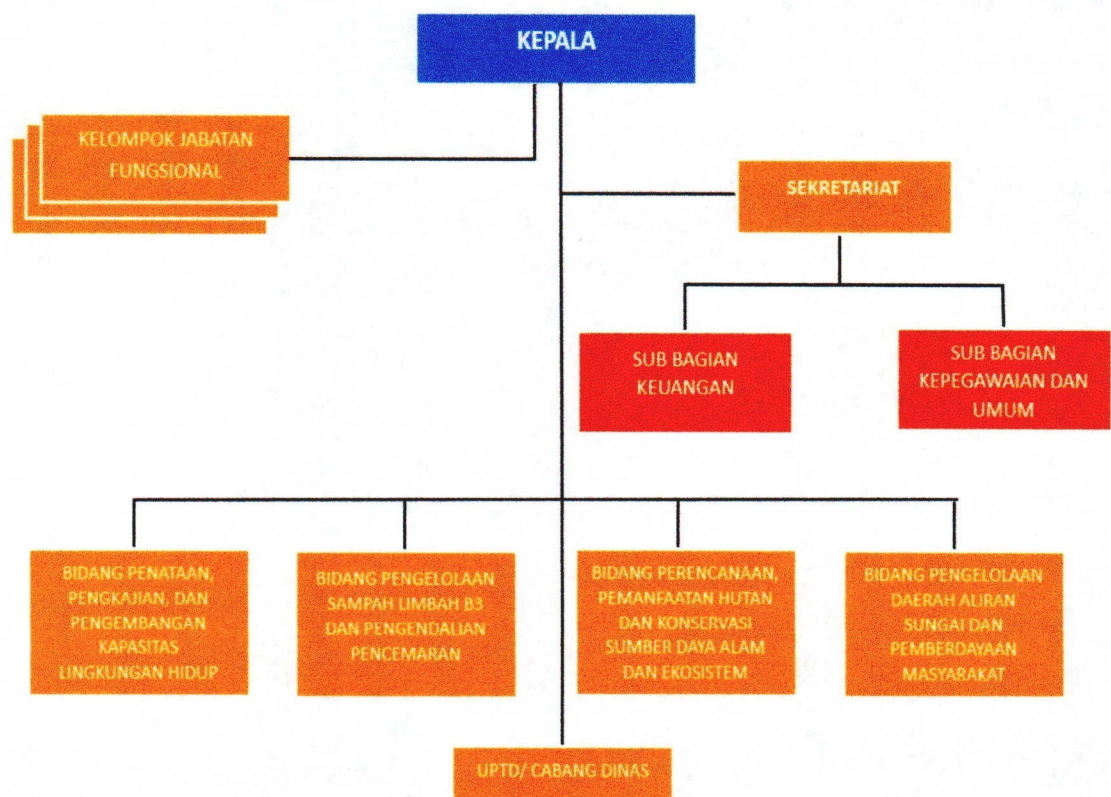 KEPALA
KELOMPOK JABATAN
FUNGSIONAL
SEKRETARIAT
SUB BAGIAN
KEUANGAN
SUB BAGIAN
KEPEGAWAIAN DAN
UMUM
BIDANG PENATAAN,
PENGKAJIAN, DAN
PENGEMBANGAN
KAPASITAS
LINGKUNGAN HIDUP
BIDANG PENGELOLAAN
SAMPAH LIMBAH B3
DAN PENGENDALIAN
PENCEMARAN
BIDANG PERENCANAAN,
PEMANFAATAN HUTAN
DAN KONSERVASI
SUMBER DAYA ALAM
DAN EKOSISTEM
BIDANG PENGELOLAAN
DAERAH ALIRAN
SUNGAI DAN
PEMBERDAYAAN
MASYARAKAT
UPTD/ CABANG DINAS